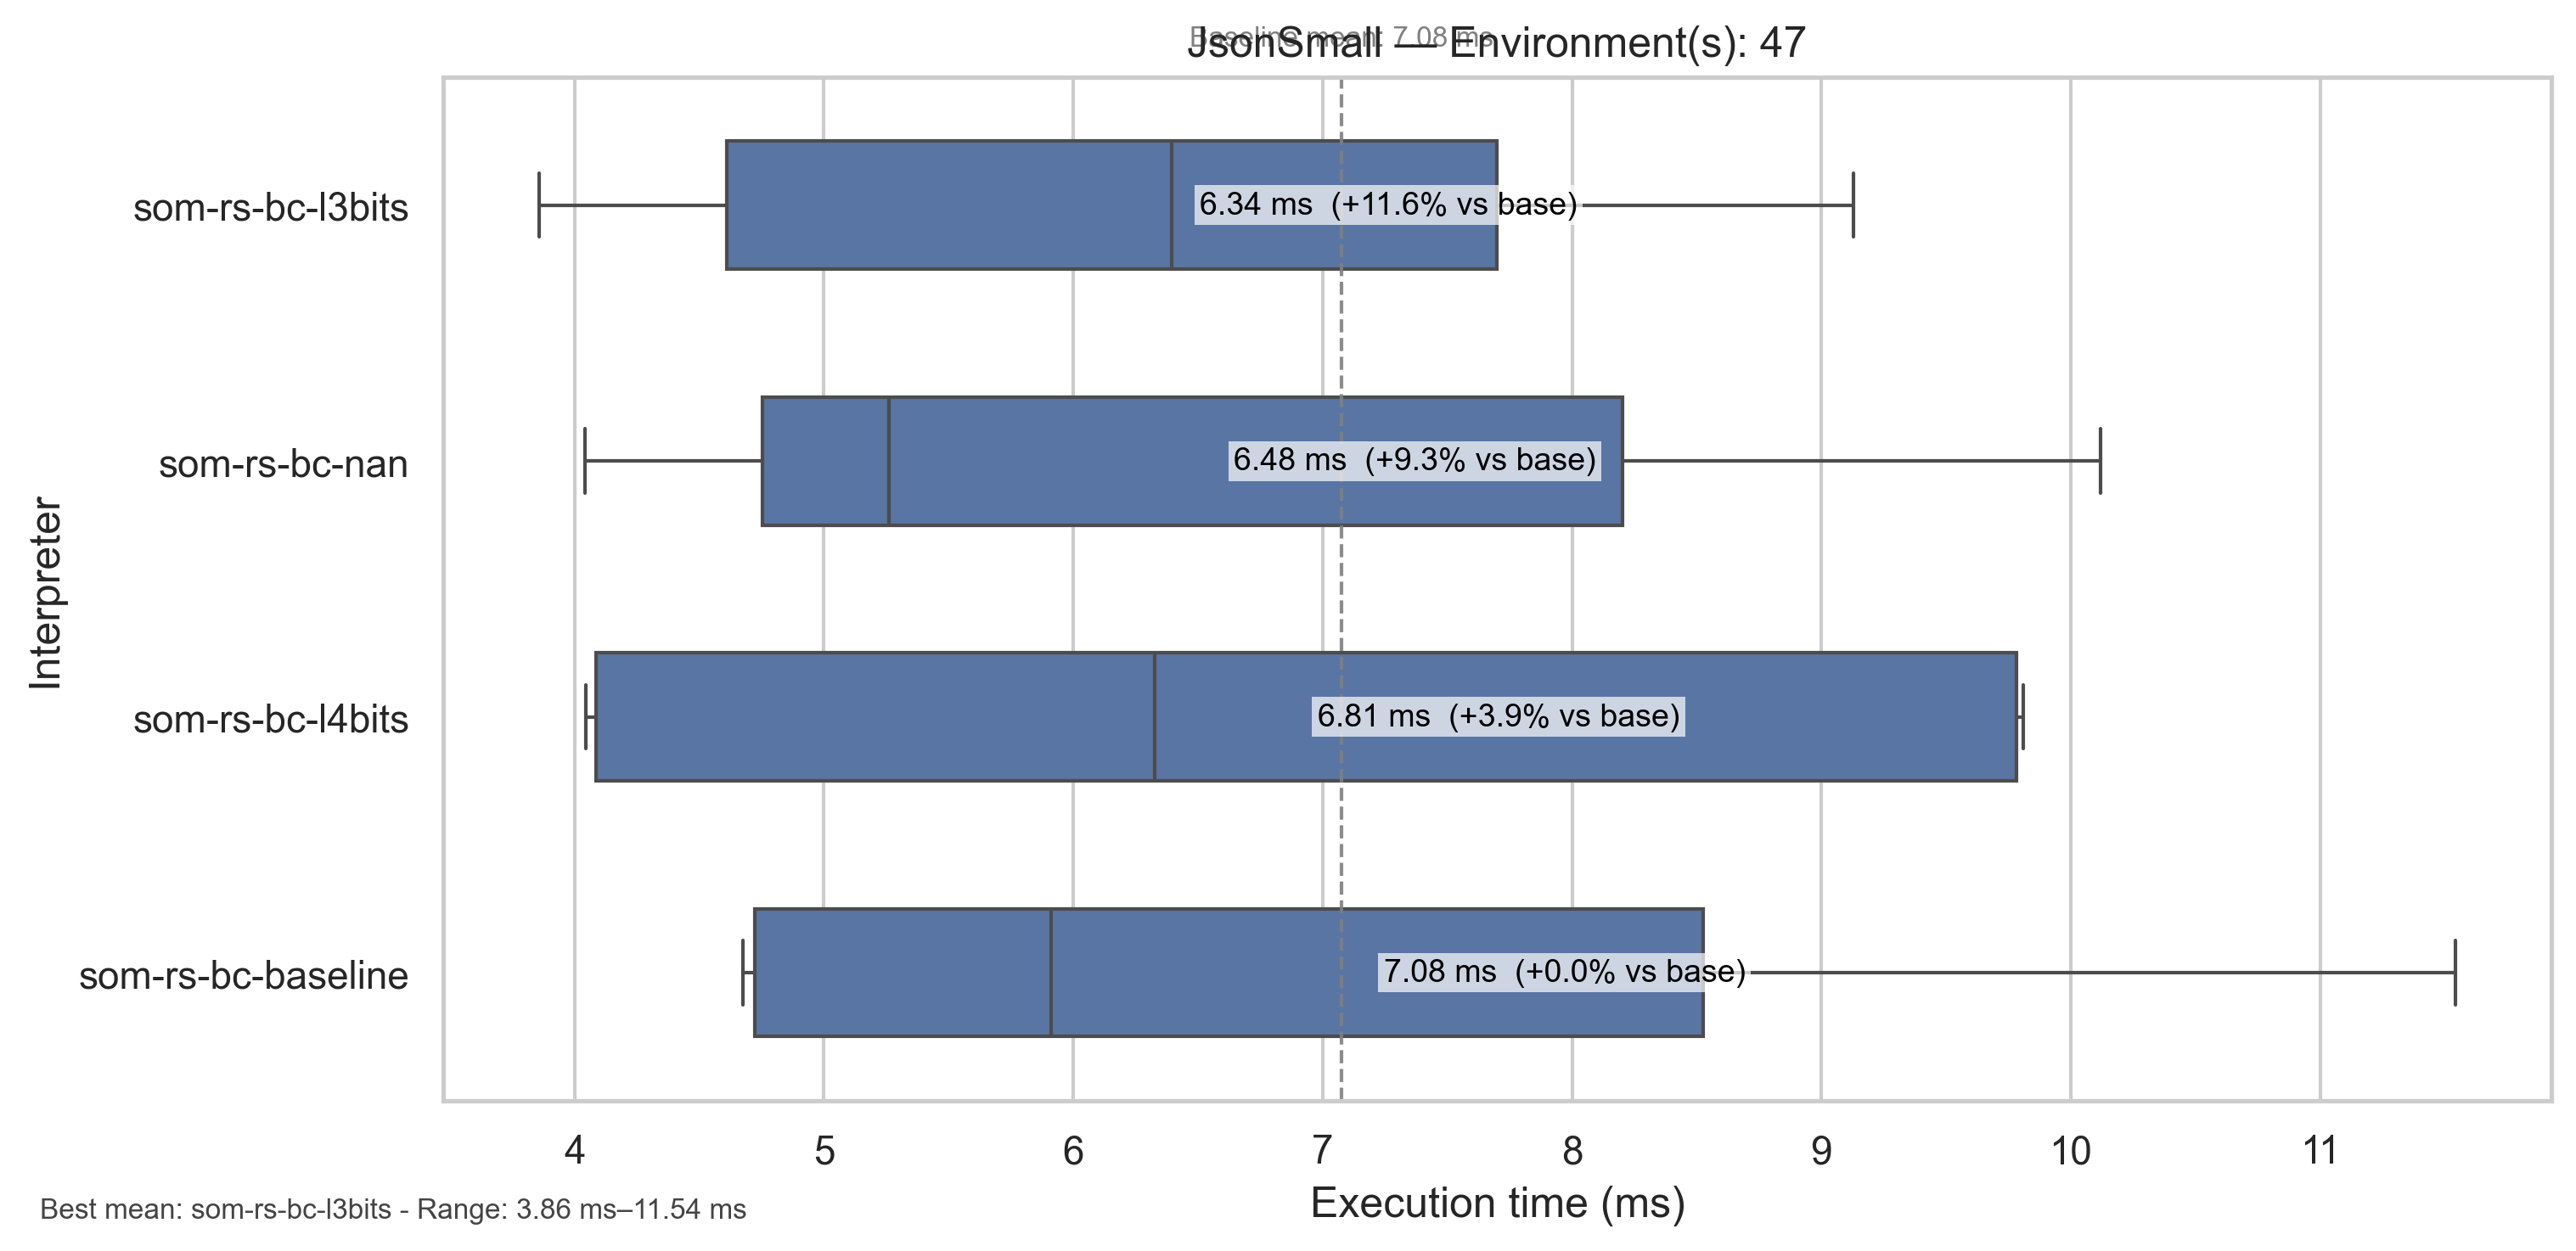 Baseline mean: 7.08 ms
JsonSmall — Environment(s): 47
Interpreter
som-rs-bc-l3bits
6.34 ms (+11.6% vs base)
som-rs-bc-nan
6.48 ms (+9.3% vs base)
som-rs-bc-l4bits
6.81 ms (+3.9% vs base)
som-rs-bc-baseline
7.08 ms (+0.0% vs base)
4 5 6 7 8 9 10 11
Execution time (ms)
Best mean: som-rs-bc-l3bits - Range: 3.86 ms–11.54 ms